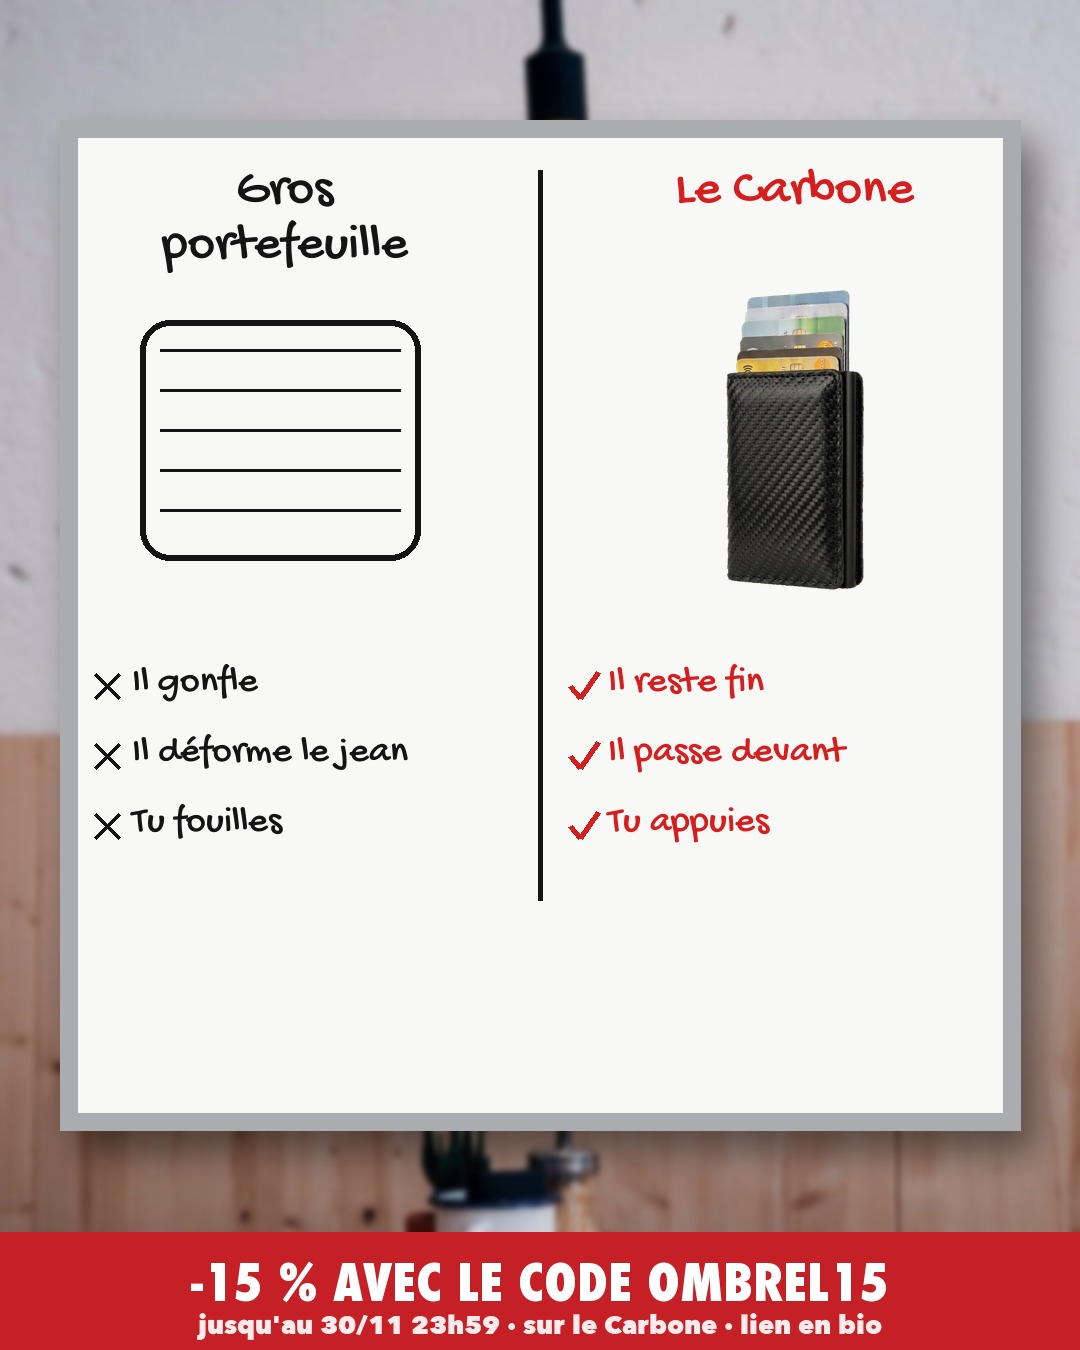 Gros
portefeuille
Le Carbone
✕ Il gonfle
✕ Il déforme le jean
✕ Tu fouilles
✓ Il reste fin
✓ Il passe devant
✓ Tu appuies
-15 % AVEC LE CODE OMBREL15
jusqu'au 30/11 23h59 • sur le Carbone • lien en bio